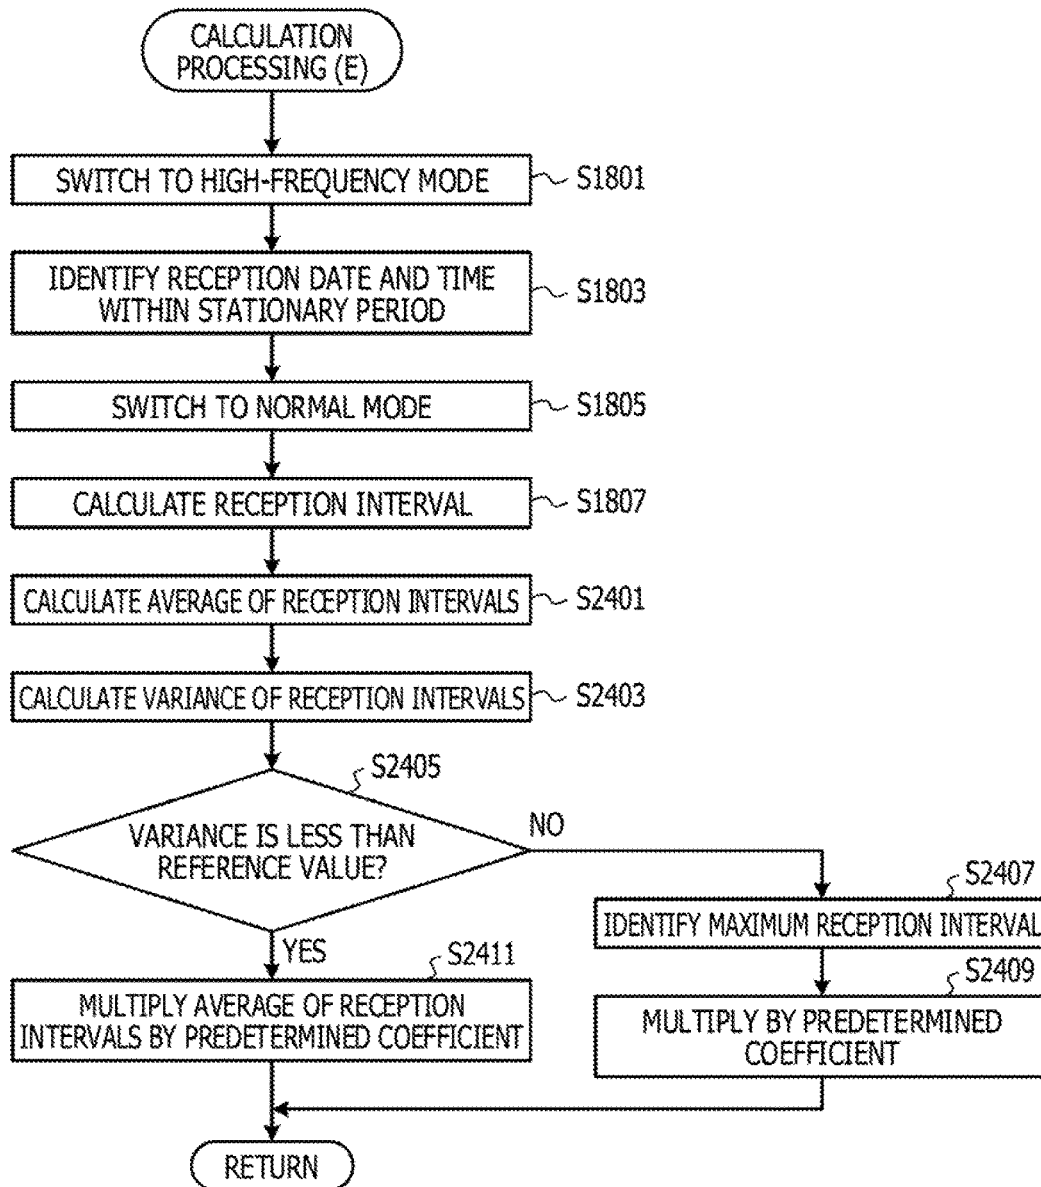 CALCULATION
PROCESSING (E)
SWITCH TO HIGH-FREQUENCY MODE
S1801
IDENTIFY RECEPTION DATE AND TIME
WITHIN STATIONARY PERIOD
S1803
SWITCH TO NORMAL MODE
S1805
CALCULATE RECEPTION INTERVAL
S1807
CALCULATE AVERAGE OF RECEPTION INTERVALS
S2401
CALCULATE VARIANCE OF RECEPTION INTERVALS
S2403
S2405
VARIANCE IS LESS THAN
REFERENCE VALUE?
NO
YES
S2407
IDENTIFY MAXIMUM RECEPTION INTERVAL
S2409
MULTIPLY BY PREDETERMINED
COEFFICIENT
S2411
MULTIPLY AVERAGE OF RECEPTION
INTERVALS BY PREDETERMINED COEFFICIENT
RETURN